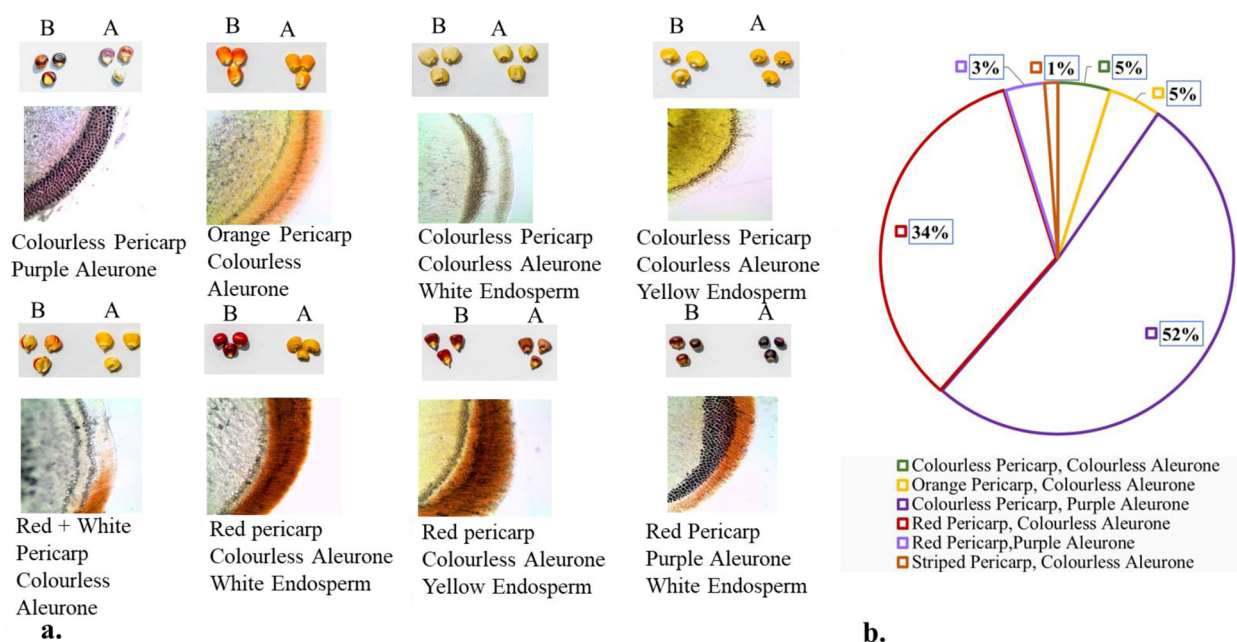 B A
B A
B A
B A
Colourless Pericarp
Purple Aleurone
Orange Pericarp
Colourless
Aleurone
Colourless Pericarp
Colourless Aleurone
White Endosperm
Colourless Pericarp
Colourless Aleurone
Yellow Endosperm
B A
B A
B A
B A
Red + White
Pericarp
Colourless
Aleurone
Red pericarp
Colourless Aleurone
White Endosperm
Red pericarp
Colourless Aleurone
Yellow Endosperm
Red Pericarp
Purple Aleurone
White Endosperm
a.
3%
1%
5%
5%
34%
52%
Colourless Pericarp, Colourless Aleurone
Orange Pericarp, Colourless Aleurone
Colourless Pericarp, Purple Aleurone
Red Pericarp, Colourless Aleurone
Red Pericarp,Purple Aleurone
Striped Pericarp, Colourless Aleurone
b.